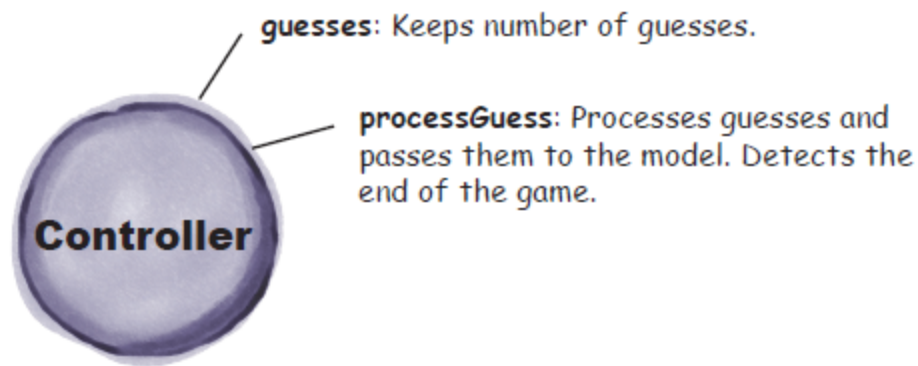 guesses: Keeps number of guesses.
processGuess: Processes guesses and
passes them to the model. Detects the
end of the game.
Controller